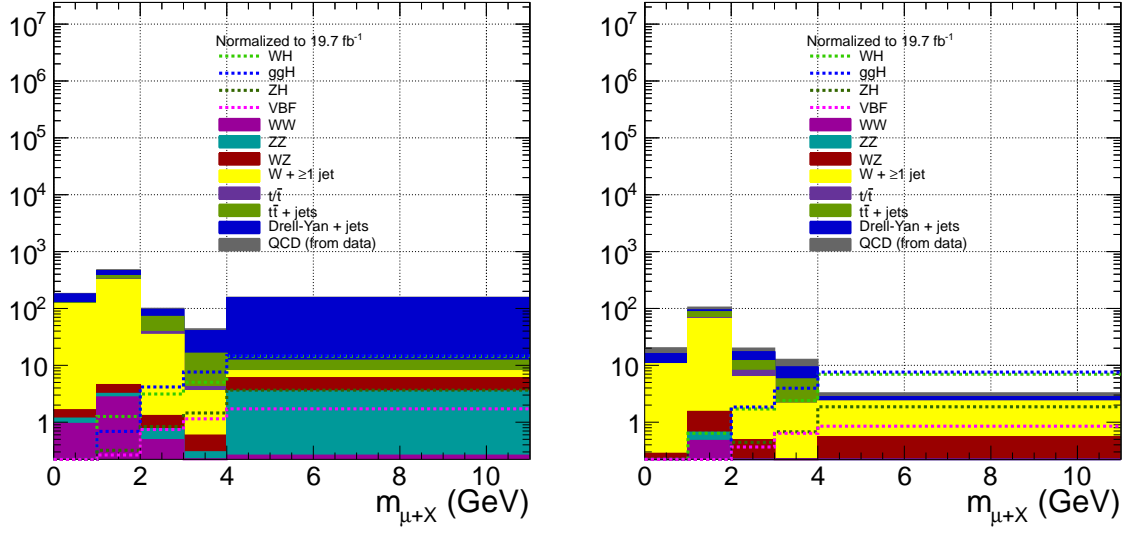 10⁷
10⁶
10⁵
10⁴
10³
10²
10
1
Normalized to 19.7 fb⁻¹
WH
ggH
ZH
VBF
WW
ZZ
WZ
W + ≥1 jet
t/t̄
tt̄ + jets
Drell-Yan + jets
QCD (from data)
0 2 4 6 8 10
m_{μ+X} (GeV)
10⁷
10⁶
10⁵
10⁴
10³
10²
10
1
Normalized to 19.7 fb⁻¹
WH
ggH
ZH
VBF
WW
ZZ
WZ
W + ≥1 jet
t/t̄
tt̄ + jets
Drell-Yan + jets
QCD (from data)
0 2 4 6 8 10
m_{μ+X} (GeV)